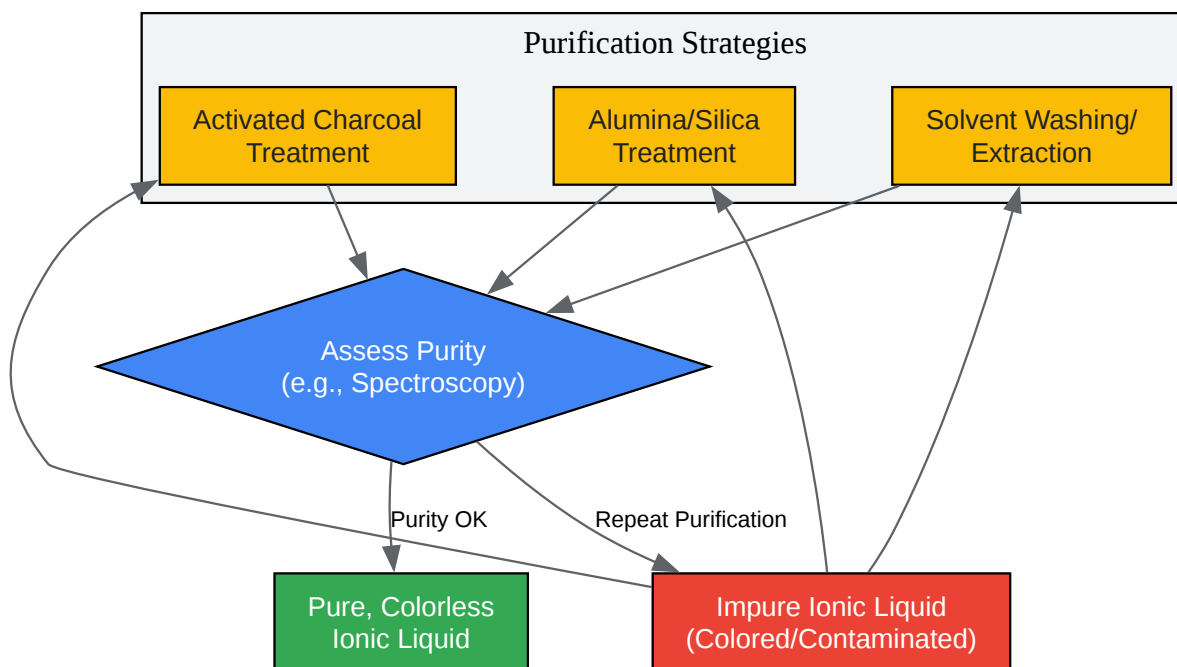 Purification Strategies
Activated Charcoal
Treatment
Alumina/Silica
Treatment
Solvent Washing/
Extraction
Assess Purity
(e.g., Spectroscopy)
Purity OK
Repeat Purification
Pure, Colorless
Ionic Liquid
Impure Ionic Liquid
(Colored/Contaminated)